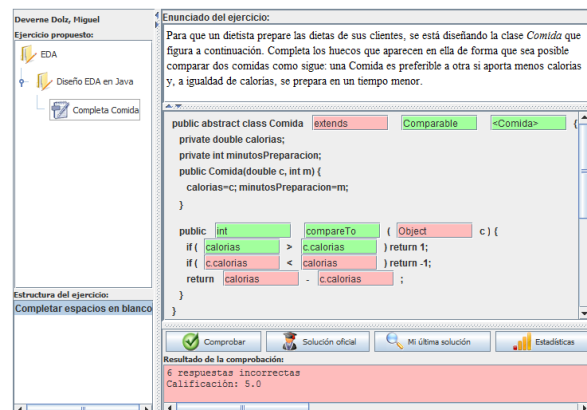 Deverne Dolz, Miguel
Ejercicio propuesto:
EDA
Diseño EDA en Java
Completa Comida
Estructura del ejercicio:
Completar espacios en blanco
Enunciado del ejercicio:
Para que un dietista prepare las dietas de sus clientes, se está diseñando la clase Comida que
figura a continuación. Completa los huecos que aparecen en ella de forma que sea posible
comparar dos comidas como sigue: una Comida es preferible a otra si aporta menos calorias
y, a igualdad de calorias, se prepara en un tiempo menor.
public abstract class Comida extends Comparable <Comida> {
private double calorias;
private int minutosPreparacion;
public Comida(double c, int m) {
calorias=c; minutosPreparacion=m;
}
public int compareTo ( Object c ) {
if ( calorias > c.calorias ) return 1;
if ( c.calorias < calorias ) return -1;
return calorias - c.calorias ;
}
}
Comprobar Solución oficial Mi última solución Estadísticas
Resultado de la comprobación:
6 respuestas incorrectas
Calificación: 5.0